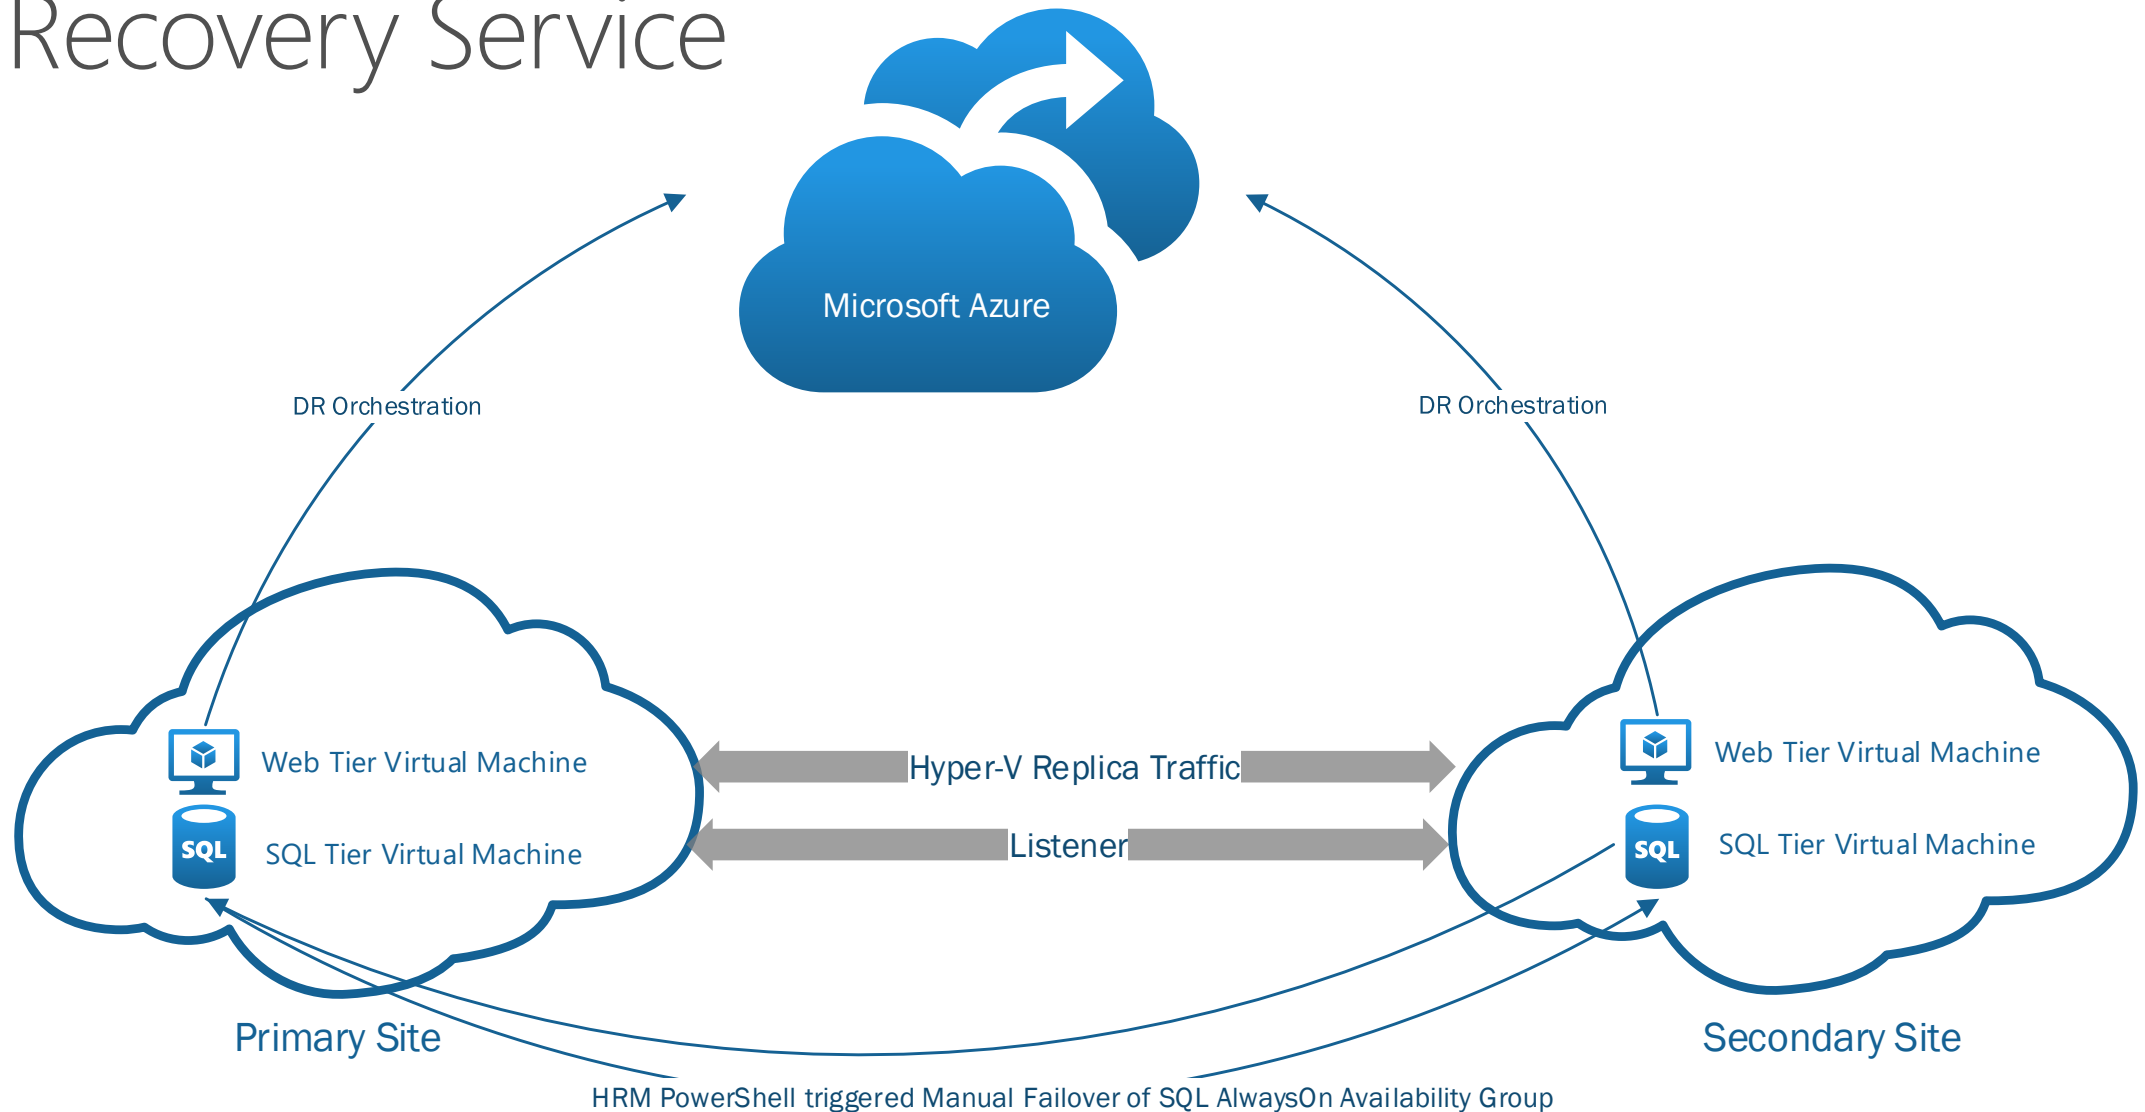 Recovery Service
Microsoft Azure
DR Orchestration
DR Orchestration
Web Tier Virtual Machine
SQL
SQL Tier Virtual Machine
Hyper-V Replica Traffic
Listener
Web Tier Virtual Machine
SQL
SQL Tier Virtual Machine
Primary Site
Secondary Site
HRM PowerShell triggered Manual Failover of SQL AlwaysOn Availability Group